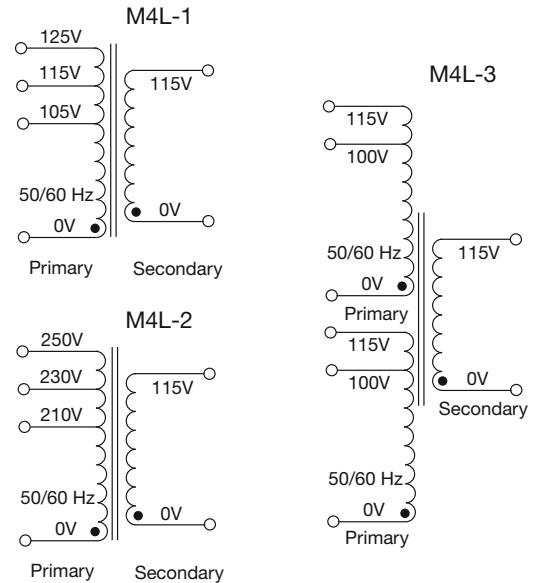 M4L-1
125V
115V
105V
50/60 Hz
0V
115V
0V
Primary
Secondary
M4L-2
250V
230V
210V
50/60 Hz
0V
115V
0V
Primary
Secondary
M4L-3
115V
100V
50/60 Hz
0V
Primary
115V
100V
50/60 Hz
0V
Primary
115V
0V
Secondary